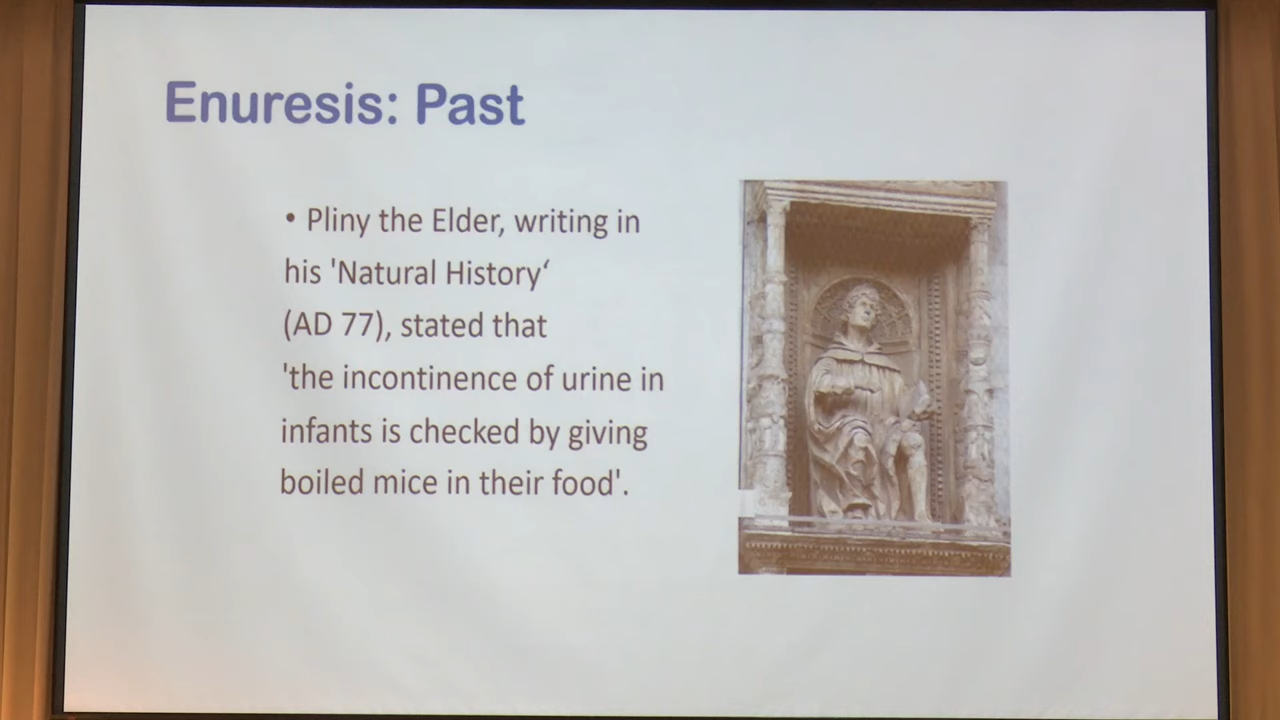 Enuresis: Past
• Pliny the Elder, writing in
his 'Natural History‘
(AD 77), stated that
'the incontinence of urine in
infants is checked by giving
boiled mice in their food'.